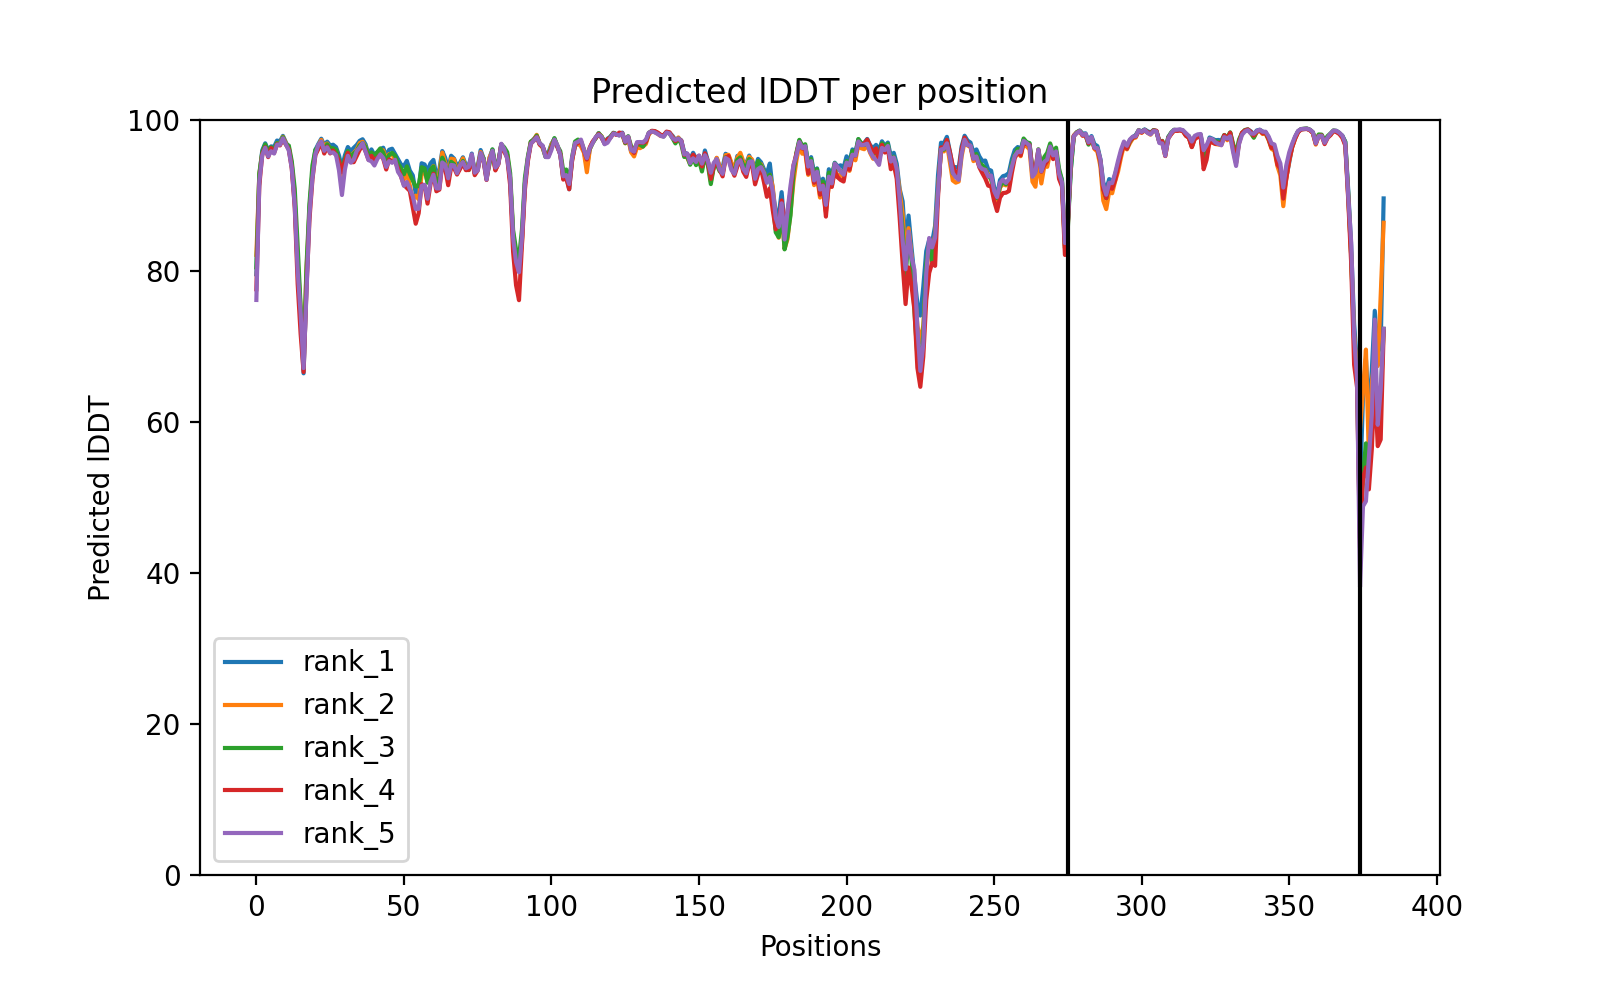 Predicted lDDT per position
100
80
60
40
20
0
Predicted lDDT
rank_1
rank_2
rank_3
rank_4
rank_5
0 50 100 150 200 250 300 350 400
Positions